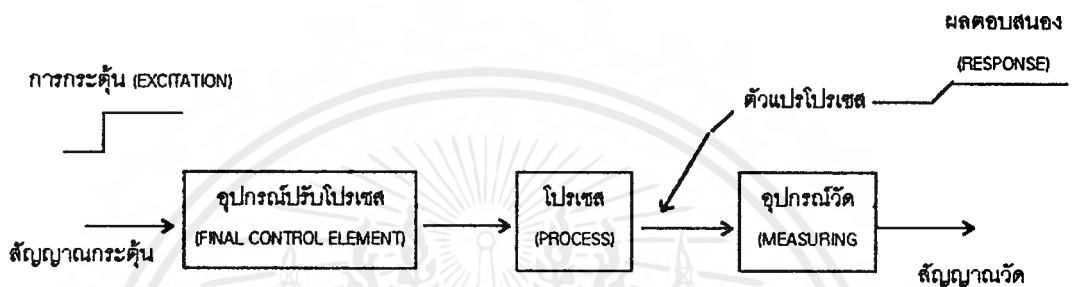 ผลตอบสนอง
(RESPONSE)
การกระตุ้น (EXCITATION)
ตัวแปรโปรเซส
อุปกรณ์ปรับโปรเซส
(FINAL CONTROL ELEMENT)
โปรเซส
(PROCESS)
อุปกรณ์วัด
(MEASURING
สัญญาณกระตุ้น
สัญญาณวัด